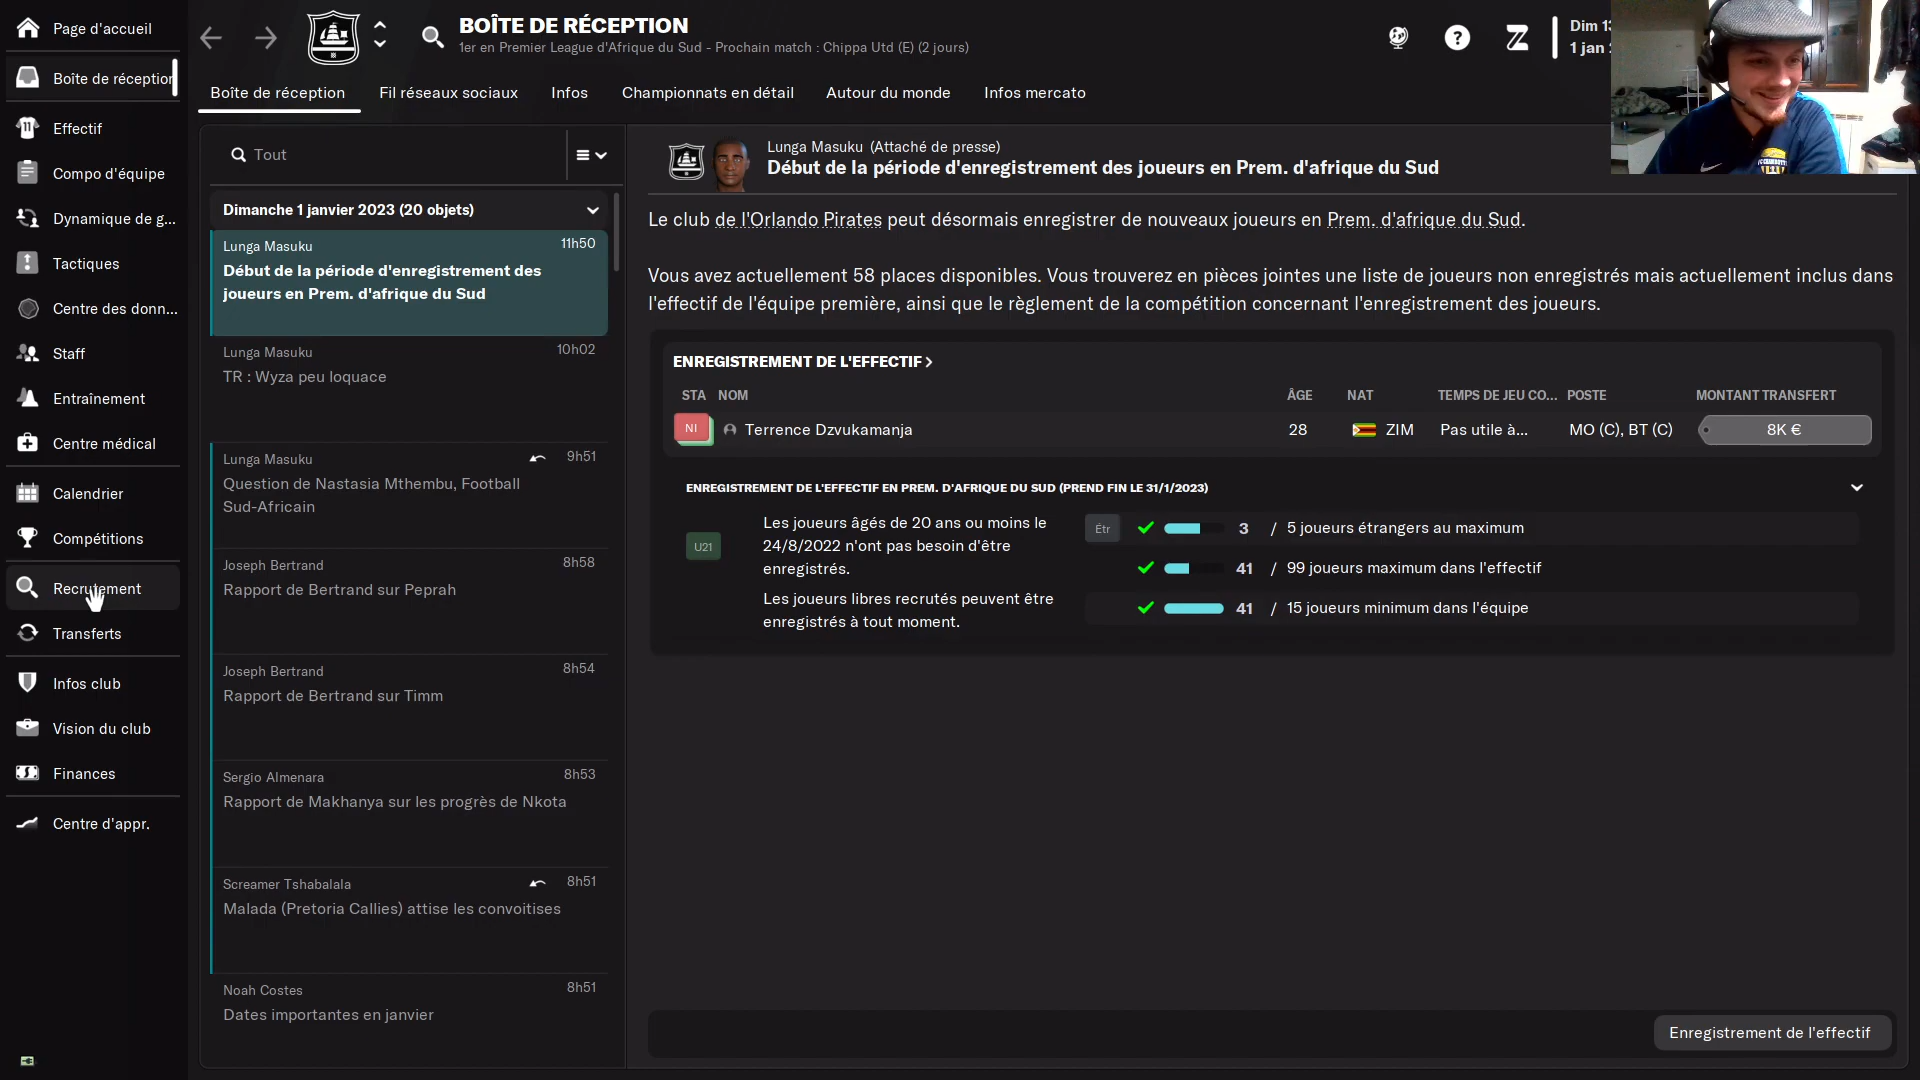 Page d'accueil
Boîte de réception
Effectif
Compo d'équipe
Dynamique de g...
Tactiques
Centre des donn...
Staff
Entraînement
Centre médical
Calendrier
Compétitions
Recrutement
Transferts
Infos club
Vision du club
Finances
Centre d'appr.
BOÎTE DE RÉCEPTION
1er en Premier League d'Afrique du Sud - Prochain match : Chippa Utd (E) (2 jours)
Dim 1
1 jan
Boîte de réception
Fil réseaux sociaux
Infos
Championnats en détail
Autour du monde
Infos mercato
Tout
Dimanche 1 janvier 2023 (20 objets)
Lunga Masuku 11h50
Début de la période d'enregistrement des
joueurs en Prem. d'afrique du Sud
Lunga Masuku 10h02
TR : Wyza peu loquace
Lunga Masuku 9h51
Question de Nastasia Mthembu, Football
Sud-Africain
Joseph Bertrand 8h58
Rapport de Bertrand sur Peprah
Joseph Bertrand 8h54
Rapport de Bertrand sur Timm
Sergio Almenara 8h53
Rapport de Makhanya sur les progrès de Nkota
Screamer Tshabalala 8h51
Malada (Pretoria Callies) attise les convoitises
Noah Costes 8h51
Dates importantes en janvier
Lunga Masuku (Attaché de presse)
Début de la période d'enregistrement des joueurs en Prem. d'afrique du Sud
Le club de l'Orlando Pirates peut désormais enregistrer de nouveaux joueurs en Prem. d'afrique du Sud.
Vous avez actuellement 58 places disponibles. Vous trouverez en pièces jointes une liste de joueurs non enregistrés mais actuellement inclus dans
l'effectif de l'équipe première, ainsi que le règlement de la compétition concernant l'enregistrement des joueurs.
ENREGISTREMENT DE L'EFFECTIF >
STA NOM ÂGE NAT TEMPS DE JEU CO... POSTE MONTANT TRANSFERT
NI Terrence Dzvukamanja 28 ZIM Pas utile à... MO (C), BT (C) 8K €
ENREGISTREMENT DE L'EFFECTIF EN PREM. D'AFRIQUE DU SUD (PREND FIN LE 31/1/2023)
U21
Les joueurs âgés de 20 ans ou moins le
24/8/2022 n'ont pas besoin d'être
enregistrés.
Les joueurs libres recrutés peuvent être
enregistrés à tout moment.
Étr 3 / 5 joueurs étrangers au maximum
41 / 99 joueurs maximum dans l'effectif
41 / 15 joueurs minimum dans l'équipe
Enregistrement de l'effectif